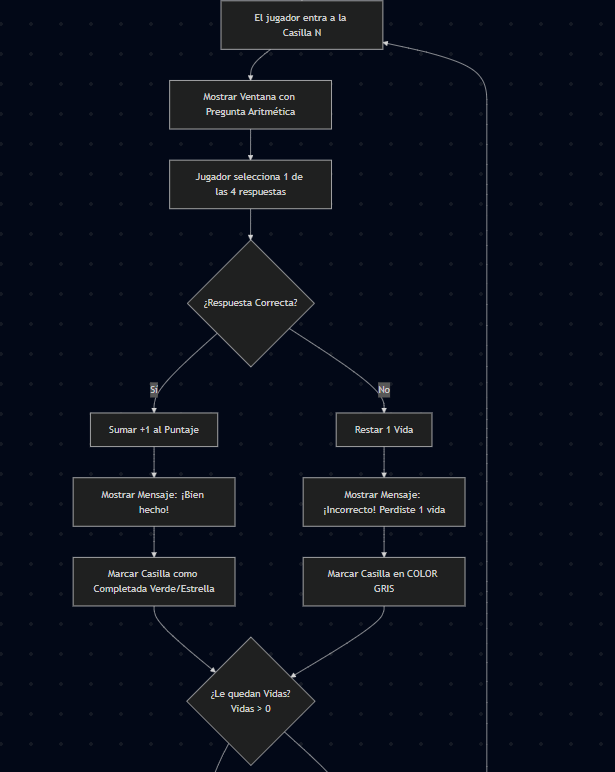 El jugador entra a la
Casilla N
Mostrar Ventana con
Pregunta Aritmética
Jugador selecciona 1 de
las 4 respuestas
¿Respuesta Correcta?
Sí
No
Sumar +1 al Puntaje
Restar 1 Vida
Mostrar Mensaje: ¡Bien
hecho!
Mostrar Mensaje:
¡Incorrecto! Perdiste 1 vida
Marcar Casilla como
Completada Verde/Estrella
Marcar Casilla en COLOR
GRIS
¿Le quedan Vidas?
Vidas > 0